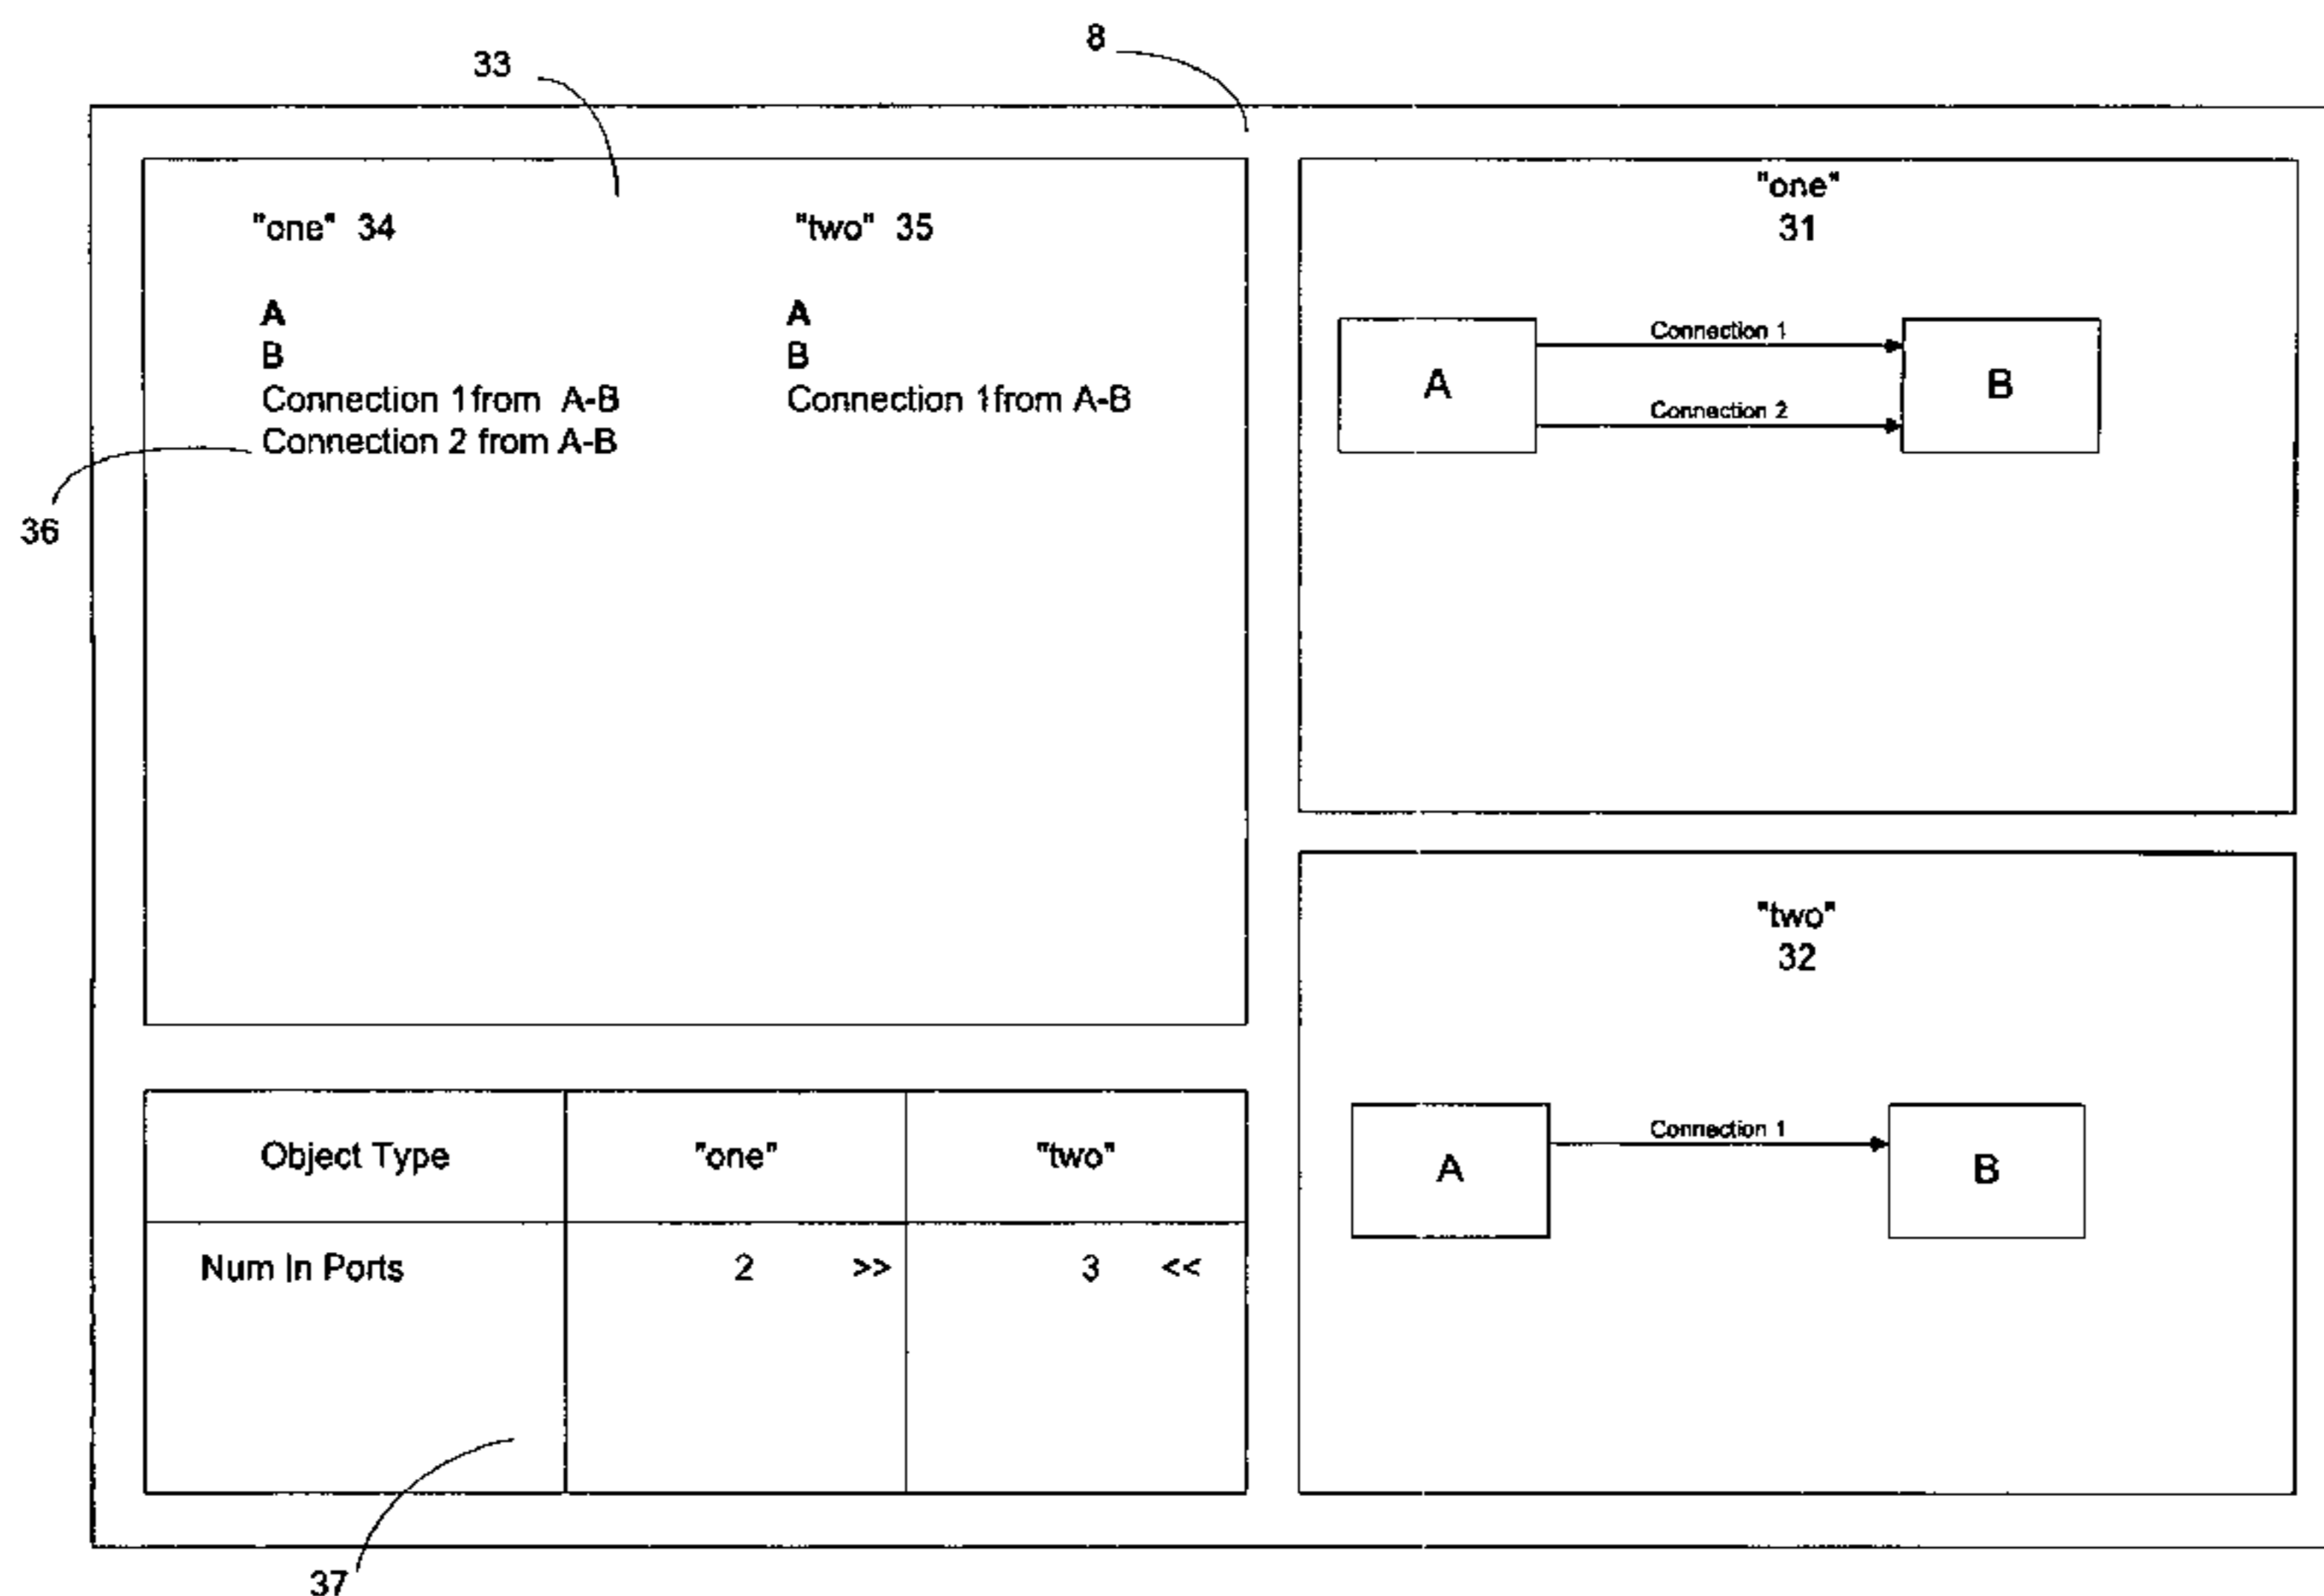 8
33
"one" 34 "two" 35
A A
B B
Connection 1from A-B Connection 1from A-B
Connection 2 from A-B
36
"one"
31
Connection 1
A B
Connection 2
"two"
32
Connection 1
A B
Object Type "one" "two"
Num In Ports 2 >> 3 <<
37